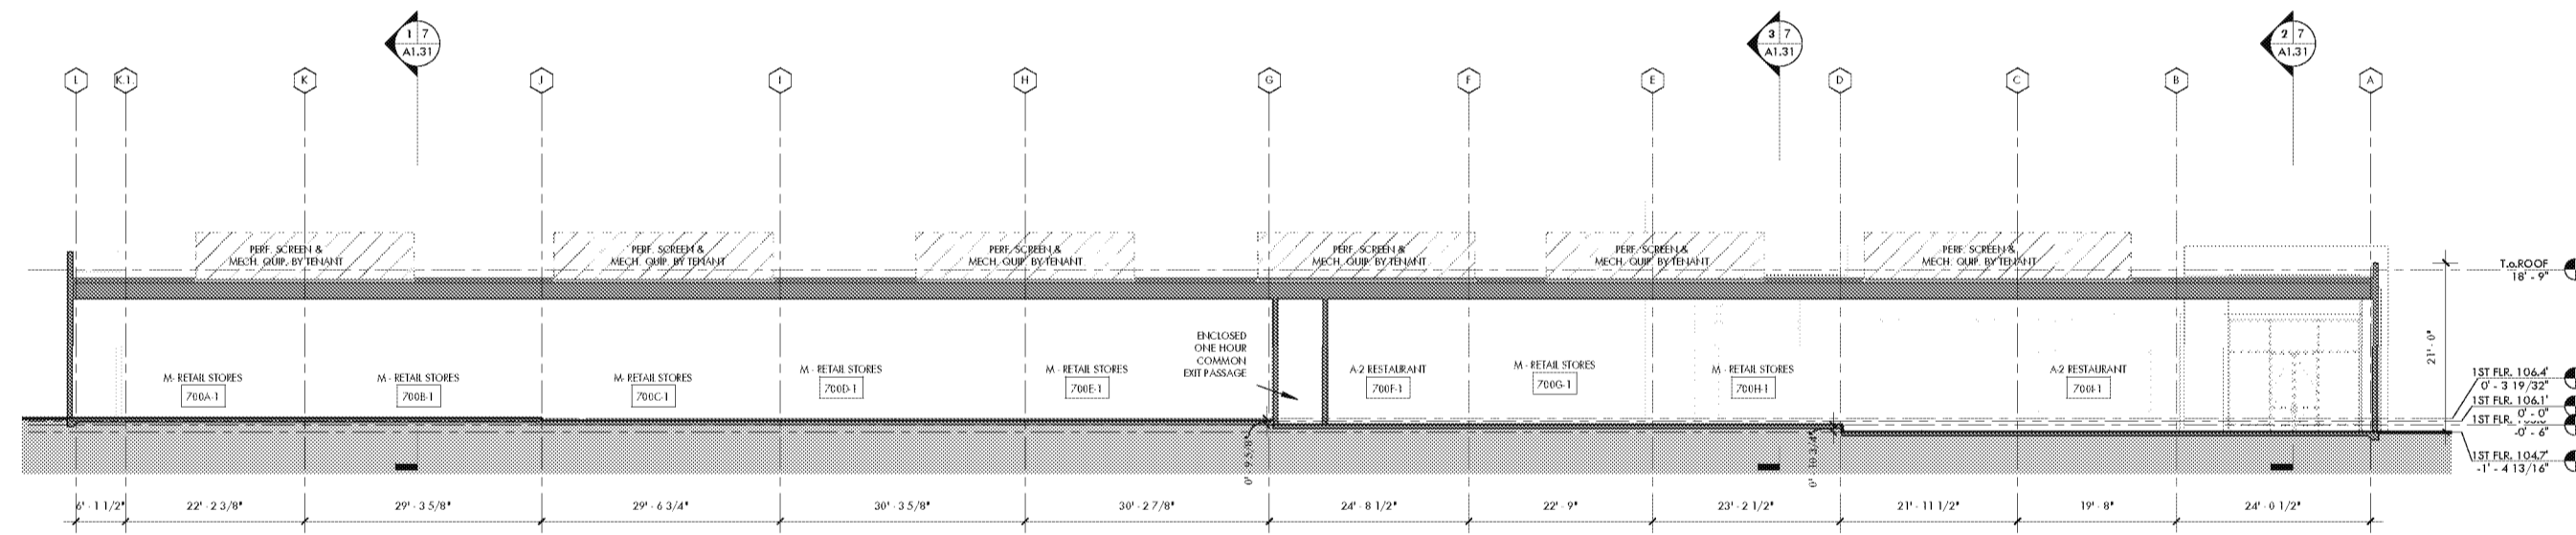 1 7
A1.31
3 7
A1.31
2 7
A1.31
L
K.1.
K
J
I
H
G
F
E
D
C
B
A
PERF. SCREEN &
MECH. QUIP. BY TENANT
PERF. SCREEN &
MECH. QUIP. BY TENANT
PERF. SCREEN &
MECH. QUIP. BY TENANT
PERF. SCREEN &
MECH. QUIP. BY TENANT
PERF. SCREEN &
MECH. QUIP. BY TENANT
PERF. SCREEN &
MECH. QUIP. BY TENANT
T.o.ROOF
18' - 9"
21' - 0"
M- RETAIL STORES
700A-1
M - RETAIL STORES
700B-1
M- RETAIL STORES
700C-1
M - RETAIL STORES
700D-1
M - RETAIL STORES
700E-1
ENCLOSED
ONE HOUR
COMMON
EXIT PASSAGE
A-2 RESTAURANT
700F-1
M - RETAIL STORES
700G-1
M - RETAIL STORES
700H-1
A-2 RESTAURANT
700I-1
1ST FLR. 106.4'
0' - 3 19/32"
1ST FLR. 106.1'
0' - 0"
1ST FLR.
-0' - 6"
1ST FLR. 104.7'
-1' - 4 13/16"
0' - 9 5/8"
0' - 10 3/4"
6' - 1 1/2"
22' - 2 3/8"
29' - 3 5/8"
29' - 6 3/4"
30' - 3 5/8"
30' - 2 7/8"
24' - 8 1/2"
22' - 9"
23' - 2 1/2"
21' - 11 1/2"
19' - 8"
24' - 0 1/2"